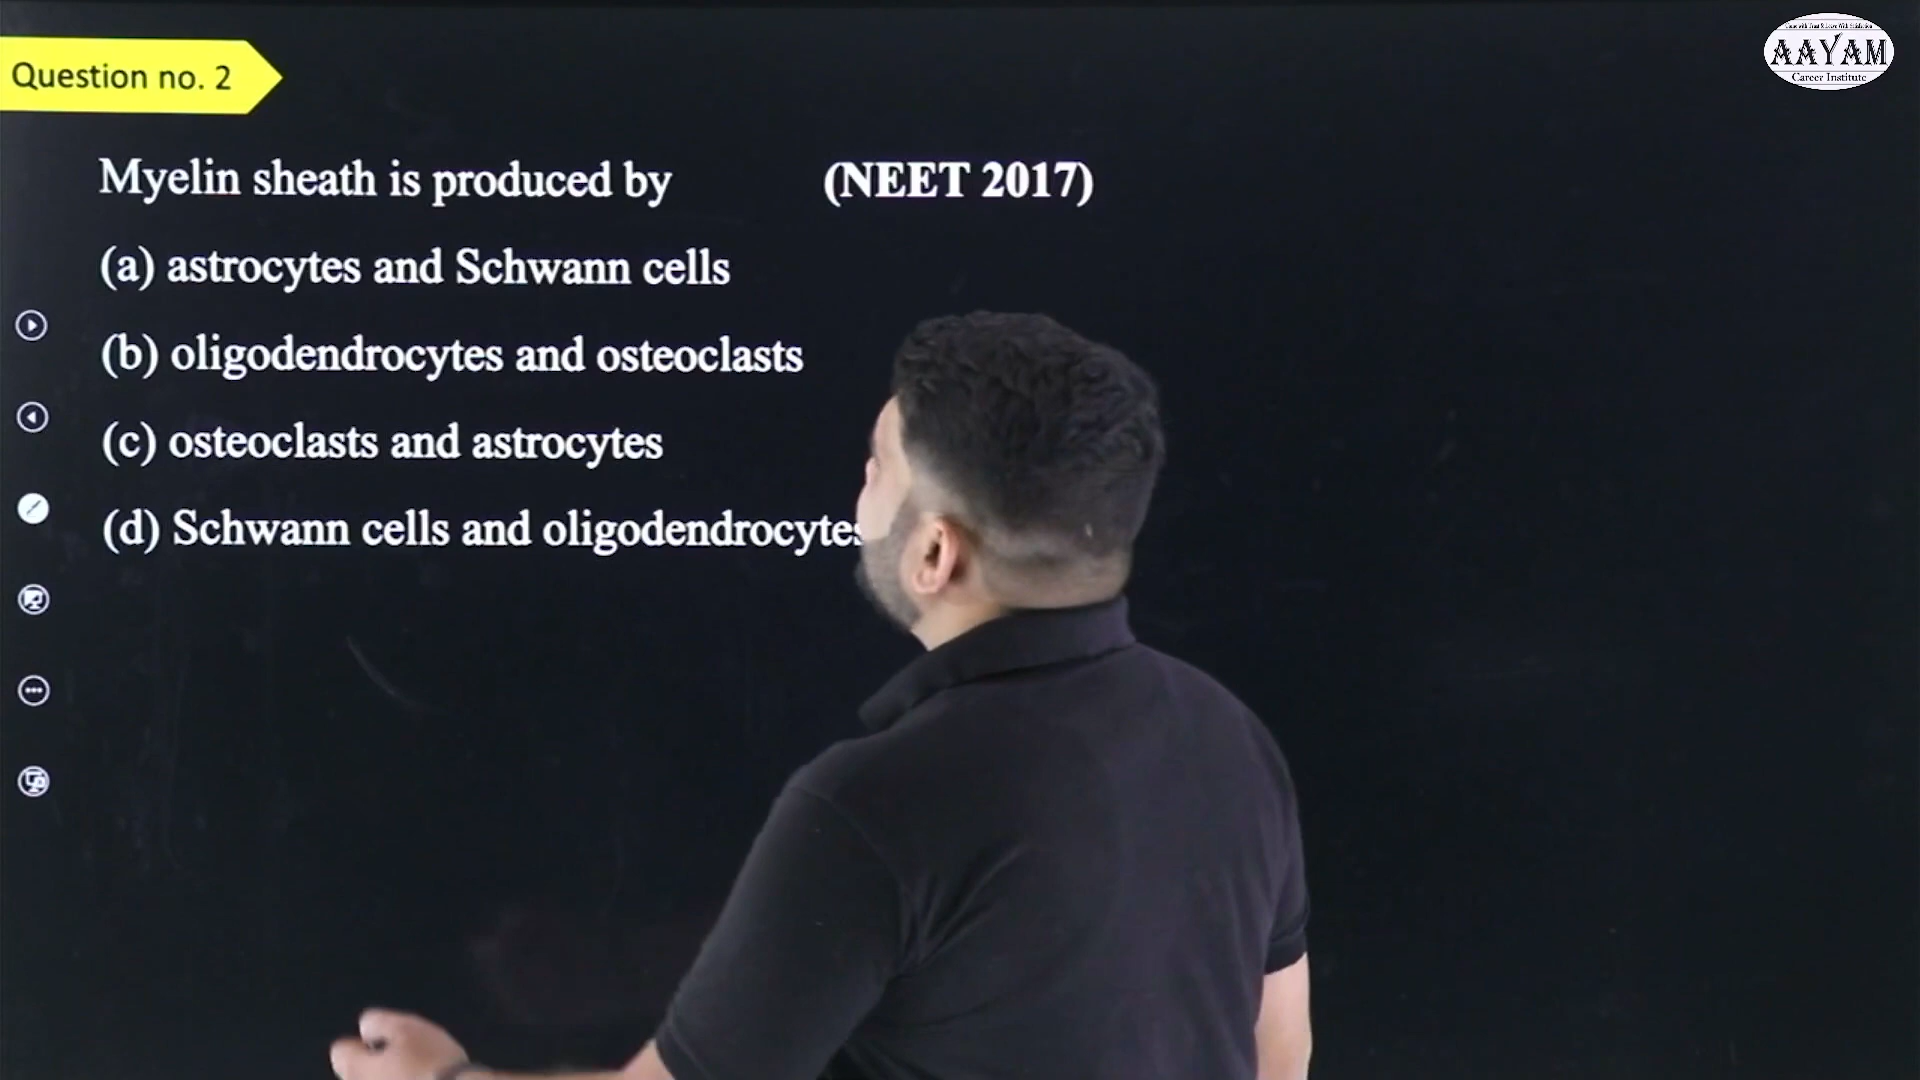 AAYAM
Career Institute
Question no. 2
Myelin sheath is produced by (NEET 2017)
(a) astrocytes and Schwann cells
(b) oligodendrocytes and osteoclasts
(c) osteoclasts and astrocytes
(d) Schwann cells and oligodendrocytes